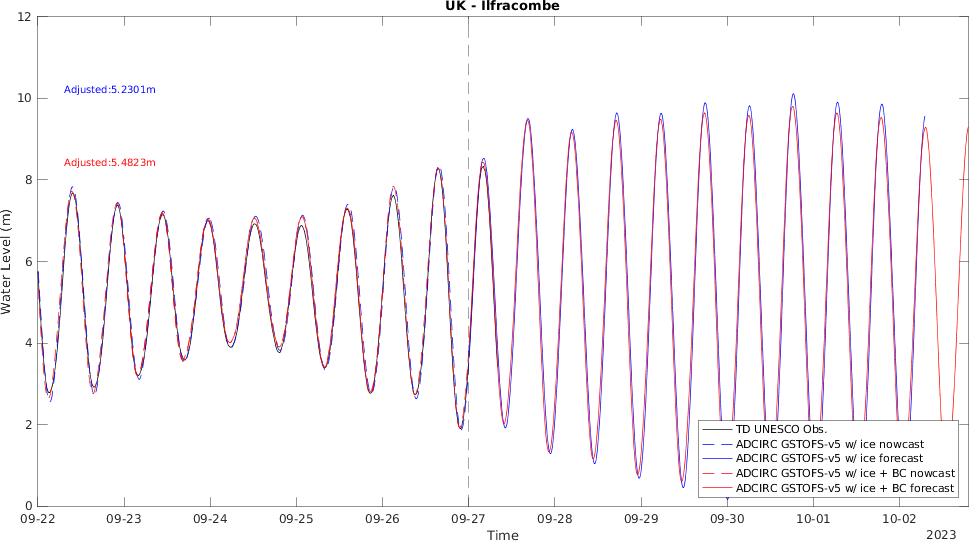 UK - Ilfracombe
12
10
8
6
4
2
0
Water Level (m)
Adjusted:5.2301m
Adjusted:5.4823m
TD UNESCO Obs.
ADCIRC GSTOFS-v5 w/ ice nowcast
ADCIRC GSTOFS-v5 w/ ice forecast
ADCIRC GSTOFS-v5 w/ ice + BC nowcast
ADCIRC GSTOFS-v5 w/ ice + BC forecast
09-22 09-23 09-24 09-25 09-26 09-27 09-28 09-29 09-30 10-01 10-02
Time
2023